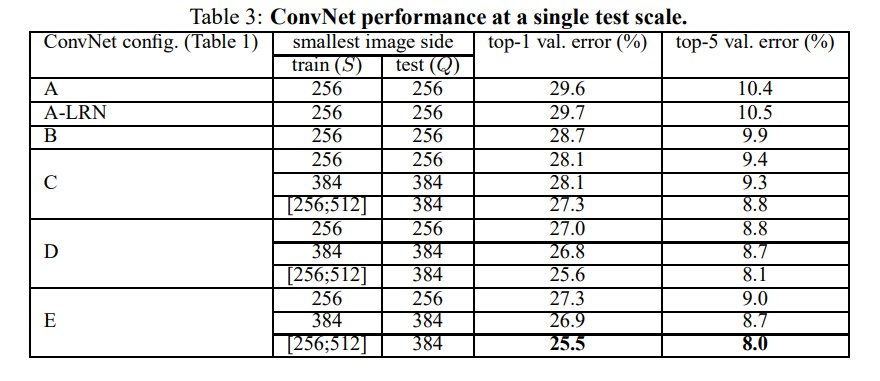 Table 3: ConvNet performance at a single test scale.
ConvNet config. (Table 1) smallest image side top-1 val. error (%) top-5 val. error (%)
train (S) test (Q)
A 256 256 29.6 10.4
A-LRN 256 256 29.7 10.5
B 256 256 28.7 9.9
256 256 28.1 9.4
C 384 384 28.1 9.3
[256;512] 384 27.3 8.8
256 256 27.0 8.8
D 384 384 26.8 8.7
[256;512] 384 25.6 8.1
256 256 27.3 9.0
E 384 384 26.9 8.7
[256;512] 384 25.5 8.0